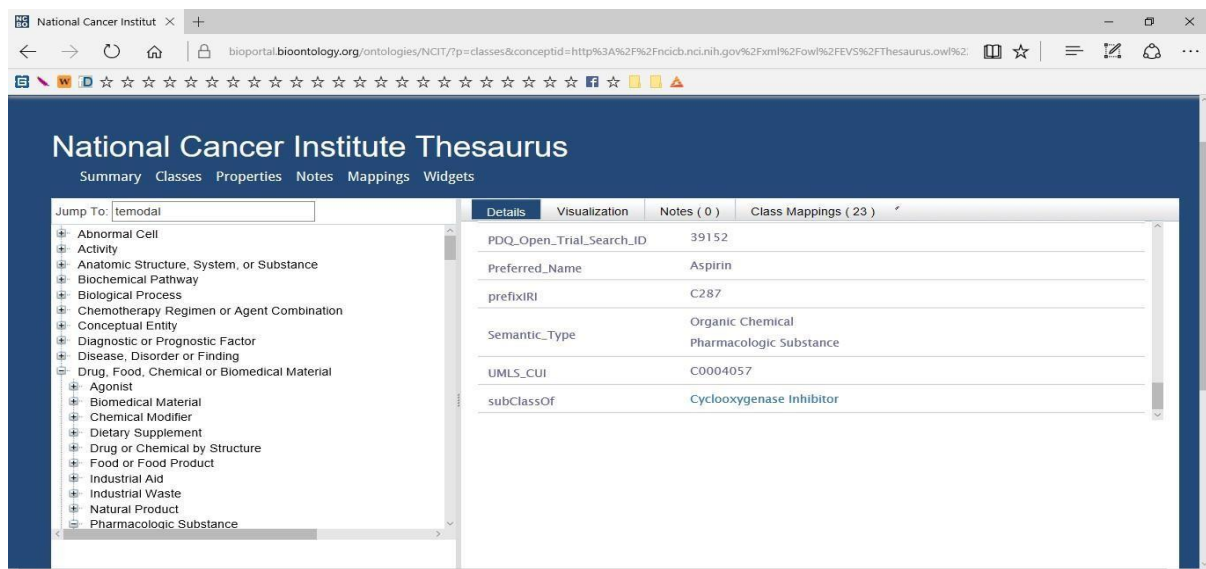 National Cancer Institut
bioportal.bioontology.org/ontologies/NCIT/?p=classes&conceptid=http%3A%2F%2Fncicb.nci.nih.gov%2Fxml%2Fowl%2FEVS%2FThesaurus.owl%2
National Cancer Institute Thesaurus
Summary Classes Properties Notes Mappings Widgets
Jump To: temodal
Details Visualization Notes ( 0 ) Class Mappings ( 23 )
Abnormal Cell
Activity
Anatomic Structure, System, or Substance
Biochemical Pathway
Biological Process
Chemotherapy Regimen or Agent Combination
Conceptual Entity
Diagnostic or Prognostic Factor
Disease, Disorder or Finding
Drug, Food, Chemical or Biomedical Material
Agonist
Biomedical Material
Chemical Modifier
Dietary Supplement
Drug or Chemical by Structure
Food or Food Product
Industrial Aid
Industrial Waste
Natural Product
Pharmacologic Substance
PDQ_Open_Trial_Search_ID 39152
Preferred_Name Aspirin
prefixIRI C287
Semantic_Type Organic Chemical
Pharmacologic Substance
UMLS_CUI C0004057
subClassOf Cyclooxygenase Inhibitor